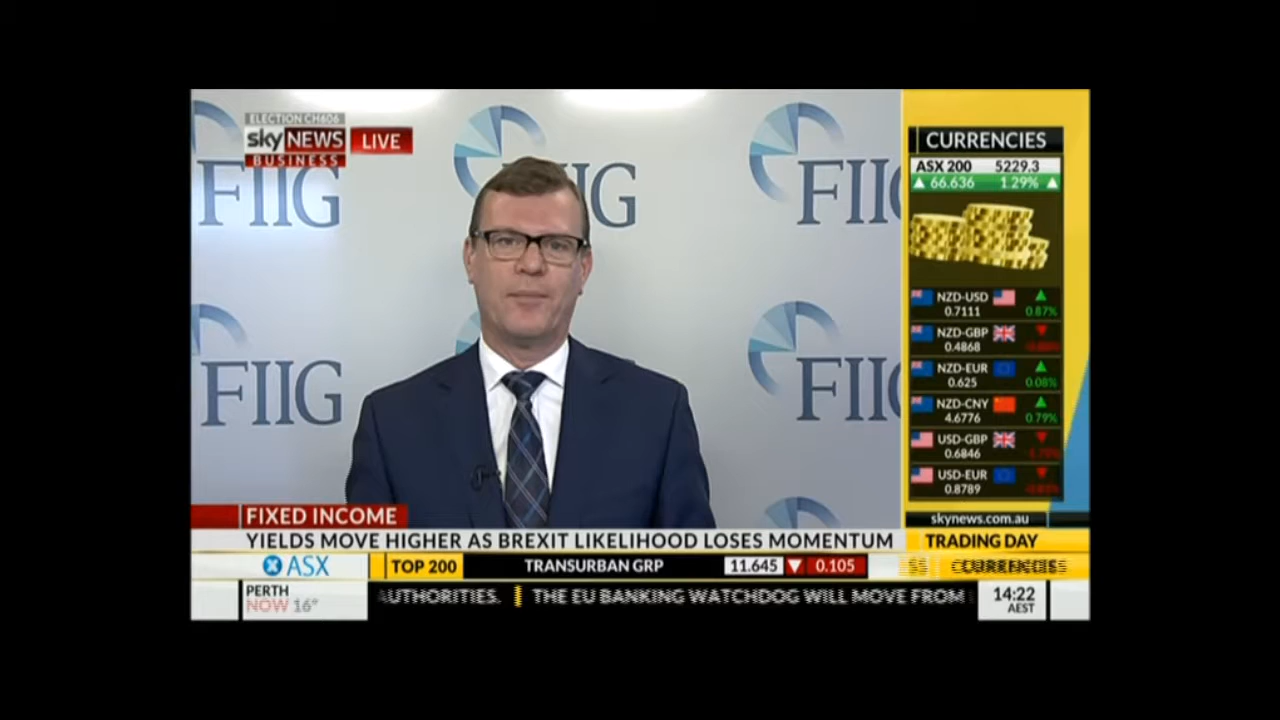 ELECTION CH606
sky NEWS
BUSINESS
LIVE
FIIG
FIIG
FIIG
FIIG
FIIG
CURRENCIES
ASX 200 5229.3
66.636 1.29%
NZD-USD
0.7111 0.87%
NZD-GBP
0.4868
NZD-EUR
0.625 0.08%
NZD-CNY
4.6776 0.79%
USD-GBP
0.6846
USD-EUR
0.8789
skynews.com.au
FIXED INCOME
YIELDS MOVE HIGHER AS BREXIT LIKELIHOOD LOSES MOMENTUM
TRADING DAY
ASX TOP 200 TRANSURBAN GRP 11.645 0.105 CURRENCIES
PERTH
NOW 16°
AUTHORITIES. THE EU BANKING WATCHDOG WILL MOVE FROM
14:22
AEST